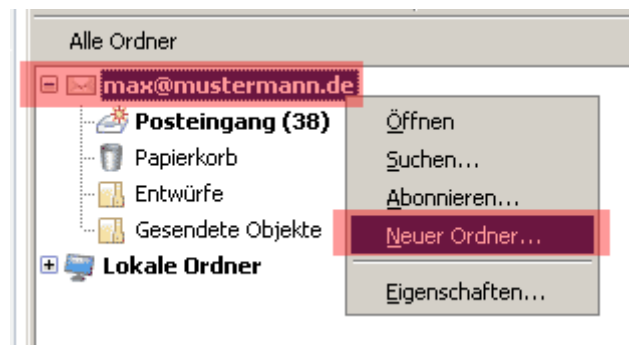 Alle Ordner
max@mustermann.de
Posteingang (38)
Papierkorb
Entwürfe
Gesendete Objekte
Lokale Ordner
Öffnen
Suchen...
Abonnieren...
Neuer Ordner...
Eigenschaften...